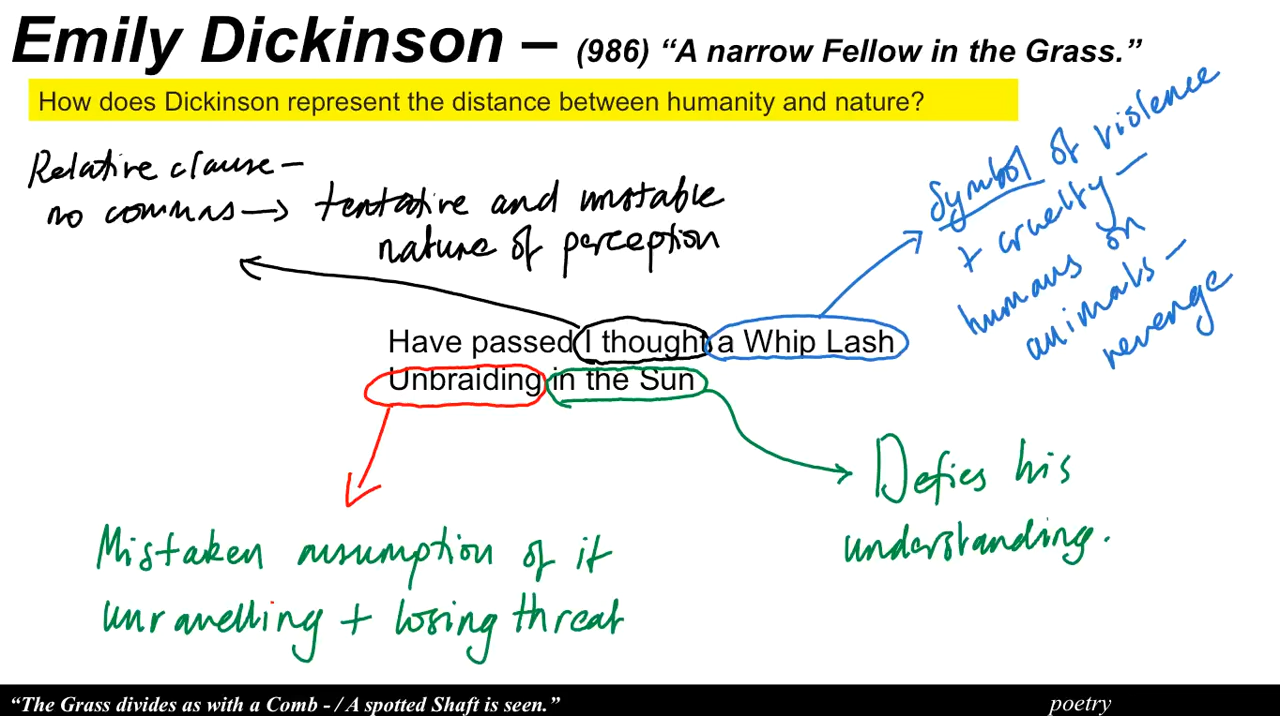 Emily Dickinson – (986) “A narrow Fellow in the Grass.”
How does Dickinson represent the distance between humanity and nature?
Relative clause –
no commas → tentative and unstable
nature of perception
Symbol of violence
+ cruelty –
humans on
animals –
revenge
Have passed I thought a Whip Lash
Unbraiding in the Sun
Defies his
understanding.
Mistaken assumption of it
unravelling + losing threat
“The Grass divides as with a Comb - / A spotted Shaft is seen.”
poetry